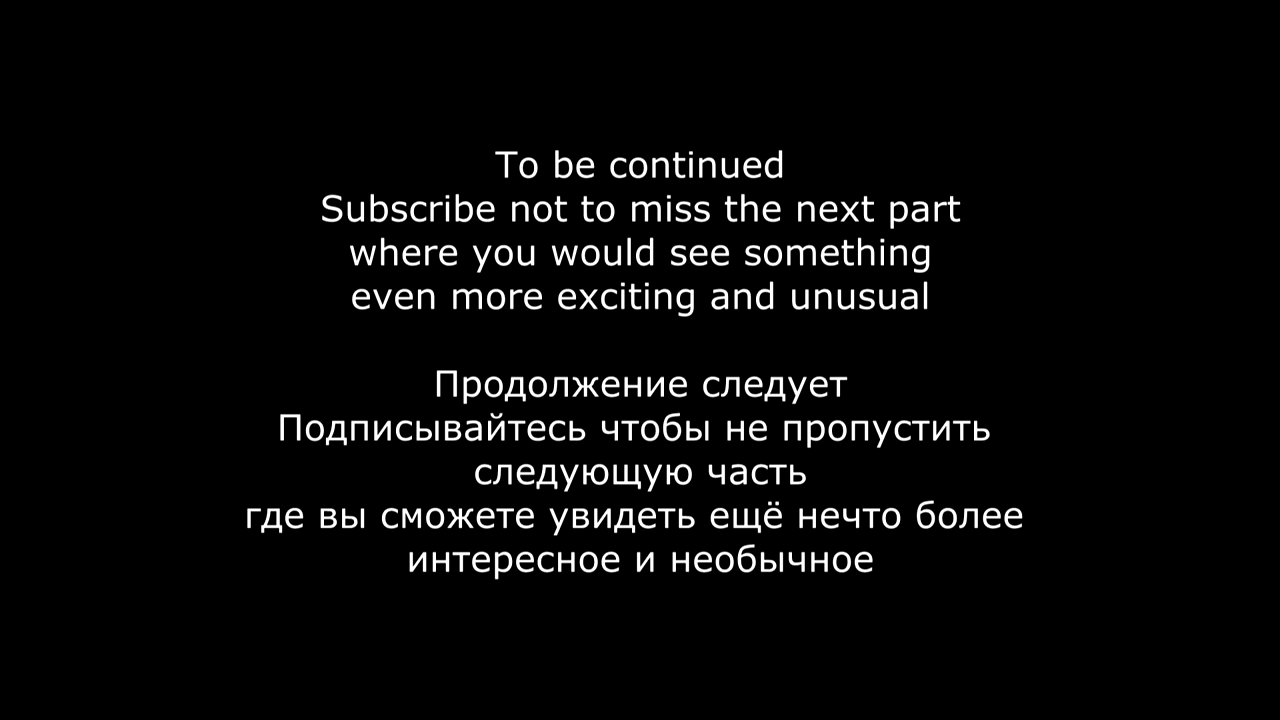 To be continued
Subscribe not to miss the next part
where you would see something
even more exciting and unusual
Продолжение следует
Подписывайтесь чтобы не пропустить
следующую часть
где вы сможете увидеть ещё нечто более
интересное и необычное